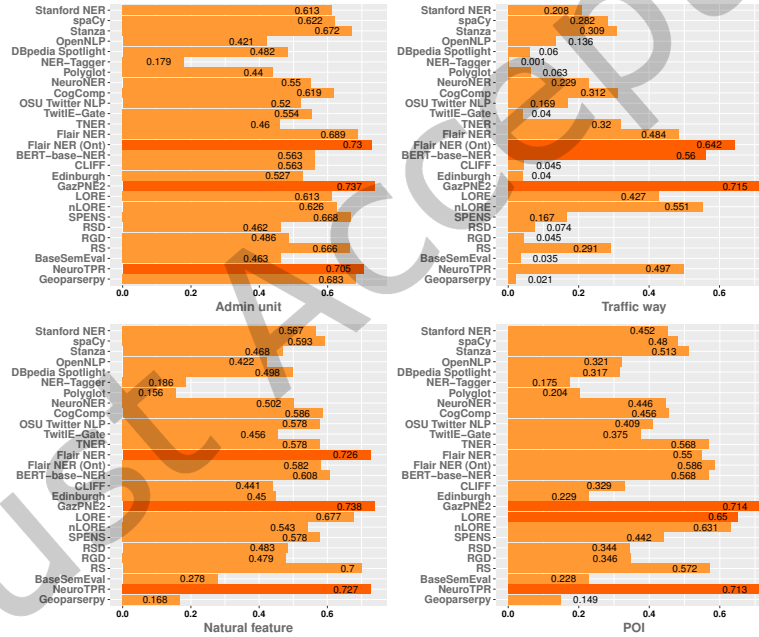 Stanford NER 0.613
spaCy 0.622
Stanza 0.672
OpenNLP 0.421
DBpedia Spotlight 0.482
NER-Tagger 0.179
Polyglot 0.44
NeuroNER 0.55
CogComp 0.619
OSU Twitter NLP 0.52
TwitIE-Gate 0.554
TNER 0.46
Flair NER 0.689
Flair NER (Ont) 0.73
BERT-base-NER 0.563
CLIFF 0.563
Edinburgh 0.527
GazPNE2 0.737
LORE 0.613
nLORE 0.626
SPENS 0.668
RSD 0.462
RGD 0.486
RS 0.666
BaseSemEval 0.463
NeuroTPR 0.705
Geoparserpy 0.683
0.0 0.2 0.4 0.6
Admin unit
Stanford NER 0.208
spaCy 0.282
Stanza 0.309
OpenNLP 0.136
DBpedia Spotlight 0.06
NER-Tagger 0.001
Polyglot 0.063
NeuroNER 0.229
CogComp 0.312
OSU Twitter NLP 0.169
TwitIE-Gate 0.04
TNER 0.32
Flair NER 0.484
Flair NER (Ont) 0.642
BERT-base-NER 0.56
CLIFF 0.045
Edinburgh 0.04
GazPNE2 0.715
LORE 0.427
nLORE 0.551
SPENS 0.167
RSD 0.074
RGD 0.045
RS 0.291
BaseSemEval 0.035
NeuroTPR 0.497
Geoparserpy 0.021
0.0 0.2 0.4 0.6
Traffic way
Stanford NER 0.567
spaCy 0.593
Stanza 0.468
OpenNLP 0.422
DBpedia Spotlight 0.498
NER-Tagger 0.186
Polyglot 0.156
NeuroNER 0.502
CogComp 0.586
OSU Twitter NLP 0.578
TwitIE-Gate 0.456
TNER 0.578
Flair NER 0.726
Flair NER (Ont) 0.582
BERT-base-NER 0.608
CLIFF 0.441
Edinburgh 0.45
GazPNE2 0.738
LORE 0.677
nLORE 0.543
SPENS 0.578
RSD 0.483
RGD 0.479
RS 0.7
BaseSemEval 0.278
NeuroTPR 0.727
Geoparserpy 0.168
0.0 0.2 0.4 0.6
Natural feature
Stanford NER 0.452
spaCy 0.48
Stanza 0.513
OpenNLP 0.321
DBpedia Spotlight 0.317
NER-Tagger 0.175
Polyglot 0.204
NeuroNER 0.446
CogComp 0.456
OSU Twitter NLP 0.409
TwitIE-Gate 0.375
TNER 0.568
Flair NER 0.55
Flair NER (Ont) 0.586
BERT-base-NER 0.568
CLIFF 0.329
Edinburgh 0.229
GazPNE2 0.714
LORE 0.65
nLORE 0.631
SPENS 0.442
RSD 0.344
RGD 0.346
RS 0.572
BaseSemEval 0.228
NeuroTPR 0.713
Geoparserpy 0.149
0.0 0.2 0.4 0.6
POI
ust Accep